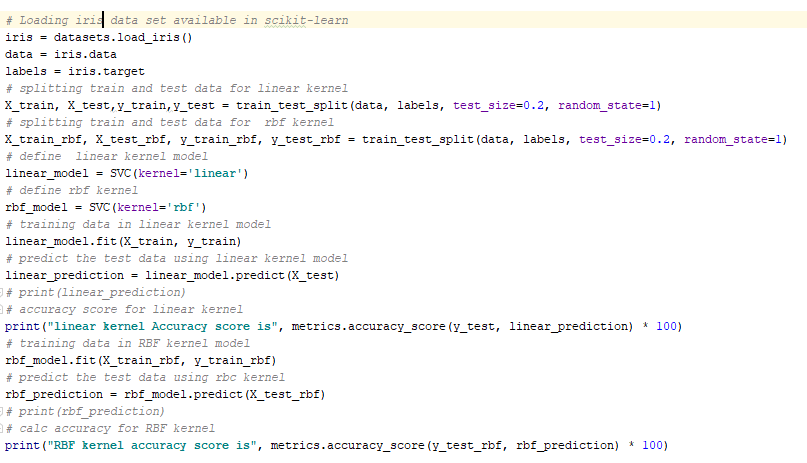 # Loading iris data set available in scikit-learn
iris = datasets.load_iris()
data = iris.data
labels = iris.target
# splitting train and test data for linear kernel
X_train, X_test,y_train,y_test = train_test_split(data, labels, test_size=0.2, random_state=1)
# splitting train and test data for  rbf kernel
X_train_rbf, X_test_rbf, y_train_rbf, y_test_rbf = train_test_split(data, labels, test_size=0.2, random_state=1)
# define  linear kernel model
linear_model = SVC(kernel='linear')
# define rbf kernel
rbf_model = SVC(kernel='rbf')
# training data in linear kernel model
linear_model.fit(X_train, y_train)
# predict the test data using linear kernel model
linear_prediction = linear_model.predict(X_test)
# print(linear_prediction)
# accuracy score for linear kernel
print("linear kernel Accuracy score is", metrics.accuracy_score(y_test, linear_prediction) * 100)
# training data in RBF kernel model
rbf_model.fit(X_train_rbf, y_train_rbf)
# predict the test data using rbc kernel
rbf_prediction = rbf_model.predict(X_test_rbf)
# print(rbf_prediction)
# calc accuracy for RBF kernel
print("RBF kernel accuracy score is", metrics.accuracy_score(y_test_rbf, rbf_prediction) * 100)